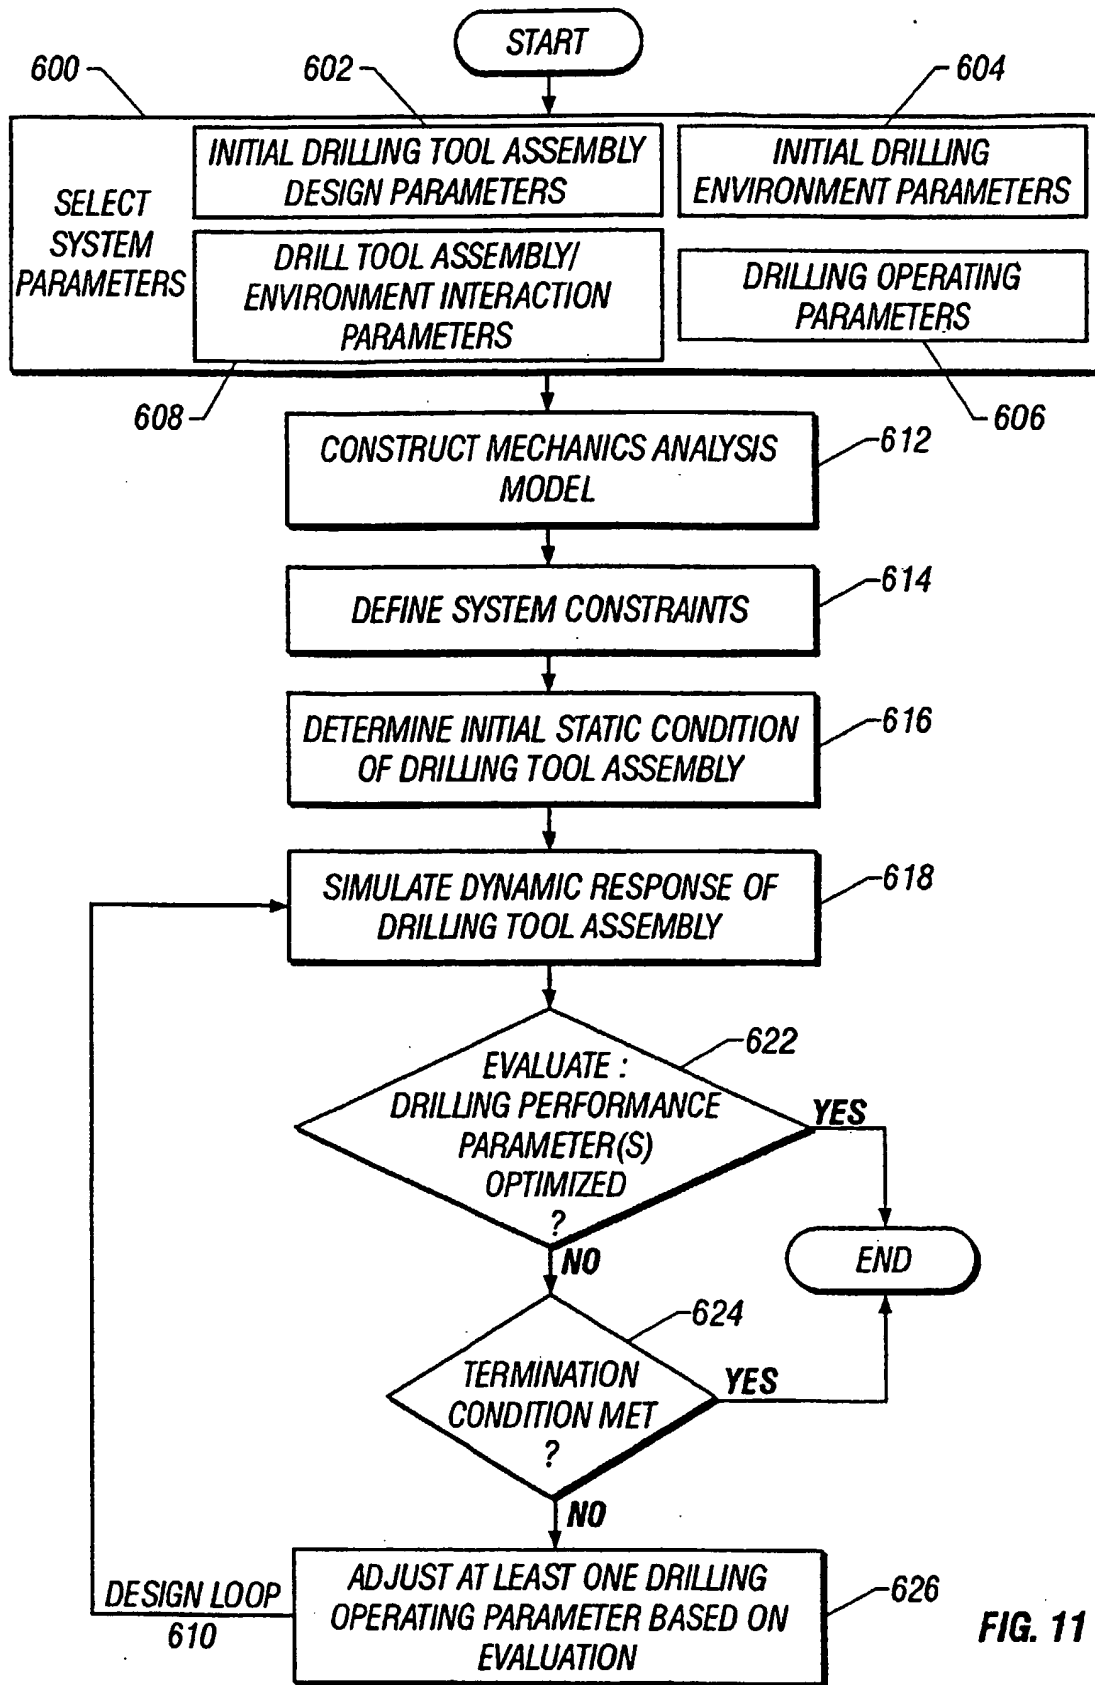 START
600
602
604
SELECT
SYSTEM
PARAMETERS
INITIAL DRILLING TOOL ASSEMBLY
DESIGN PARAMETERS
INITIAL DRILLING
ENVIRONMENT PARAMETERS
DRILL TOOL ASSEMBLY/
ENVIRONMENT INTERACTION
PARAMETERS
DRILLING OPERATING
PARAMETERS
608
606
CONSTRUCT MECHANICS ANALYSIS
MODEL
612
DEFINE SYSTEM CONSTRAINTS
614
DETERMINE INITIAL STATIC CONDITION
OF DRILLING TOOL ASSEMBLY
616
SIMULATE DYNAMIC RESPONSE OF
DRILLING TOOL ASSEMBLY
618
EVALUATE :
DRILLING PERFORMANCE
PARAMETER(S)
OPTIMIZED
?
622
YES
NO
END
TERMINATION
CONDITION MET
?
624
YES
NO
DESIGN LOOP
610
ADJUST AT LEAST ONE DRILLING
OPERATING PARAMETER BASED ON
EVALUATION
626
FIG. 11